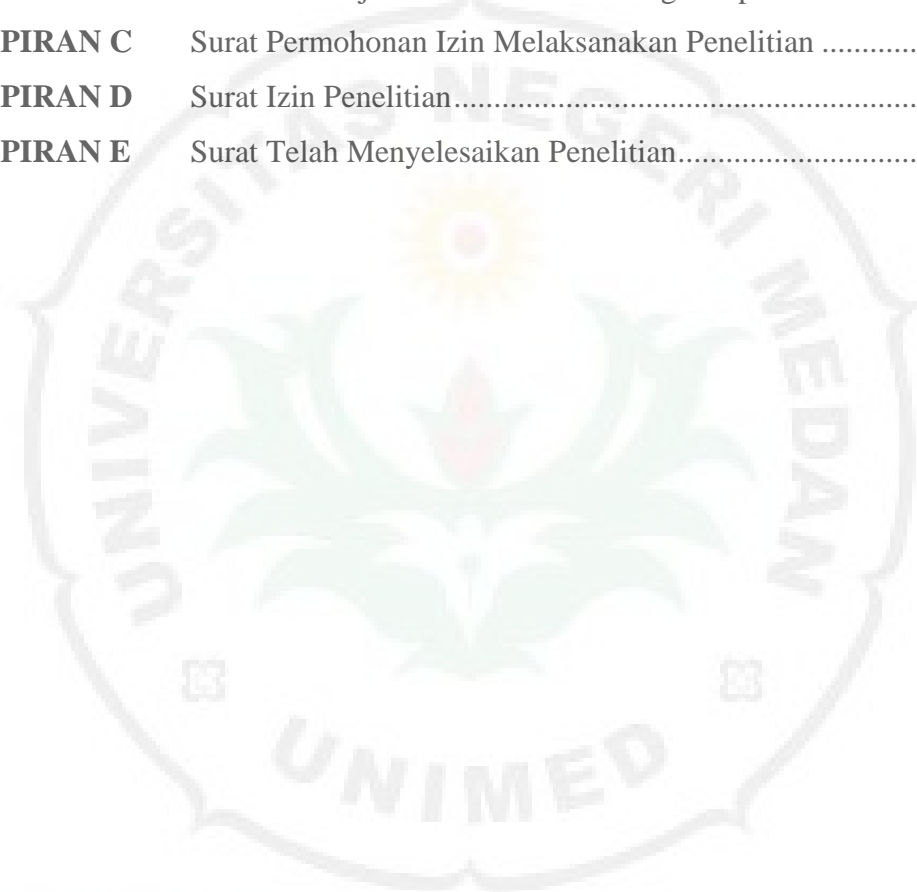 PIRAN C Surat Permohonan Izin Melaksanakan Penelitian ............
PIRAN D Surat Izin Penelitian..........................................................
PIRAN E Surat Telah Menyelesaikan Penelitian..............................
UNIVERSITAS NEGERI MEDAN
UNIMED